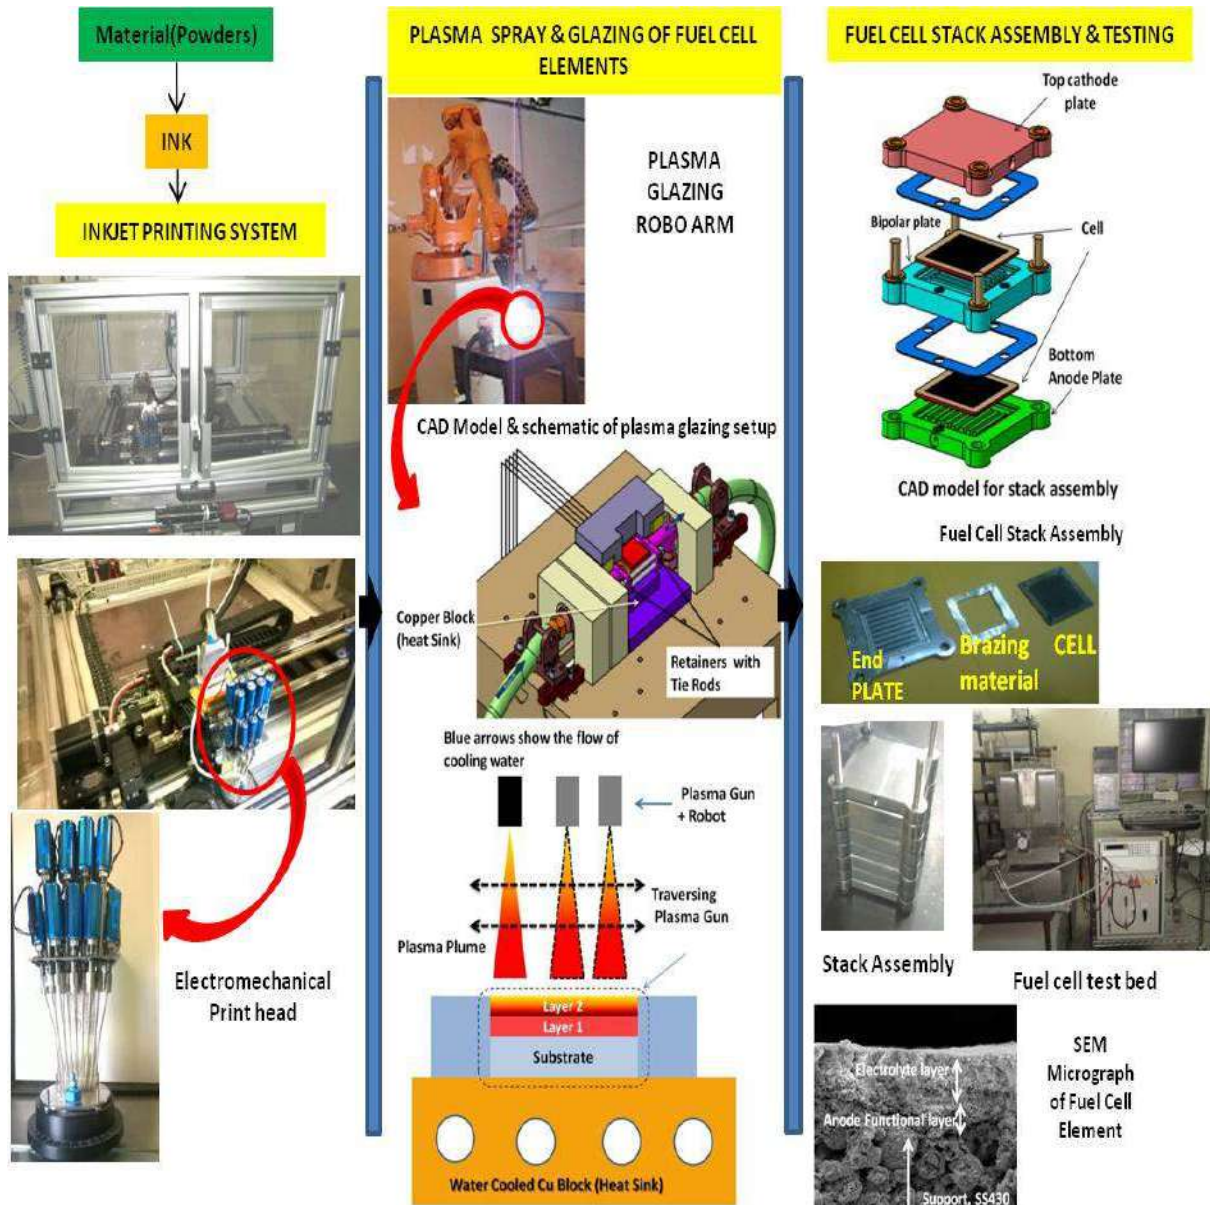 Material(Powders)
INK
INKJET PRINTING SYSTEM
Electromechanical
Print head
PLASMA SPRAY & GLAZING OF FUEL CELL
ELEMENTS
PLASMA
GLAZING
ROBO ARM
CAD Model & schematic of plasma glazing setup
Copper Block
(heat Sink)
Retainers with
Tie Rods
Blue arrows show the flow of
cooling water
Plasma Gun
+ Robot
Traversing
Plasma Gun
Plasma Plume
Layer 2
Layer 1
Substrate
Water Cooled Cu Block (Heat Sink)
FUEL CELL STACK ASSEMBLY & TESTING
Top cathode
plate
Bipolar plate
Cell
Bottom
Anode Plate
CAD model for stack assembly
Fuel Cell Stack Assembly
End
PLATE
Brazing
material
CELL
Stack Assembly
Fuel cell test bed
Electrolyte layer
Anode Functional layer
Support, SS430
SEM
Micrograph
of Fuel Cell
Element